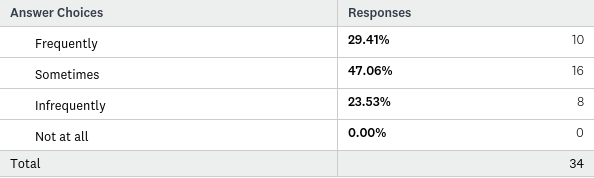 Answer Choices Responses
Frequently 29.41% 10
Sometimes 47.06% 16
Infrequently 23.53% 8
Not at all 0.00% 0
Total 34